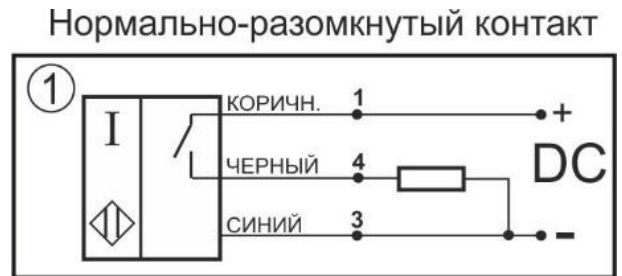 Нормально-разомкнутый контакт
1
I
КОРИЧН. 1 +
ЧЕРНЫЙ 4 DC
СИНИЙ 3 -